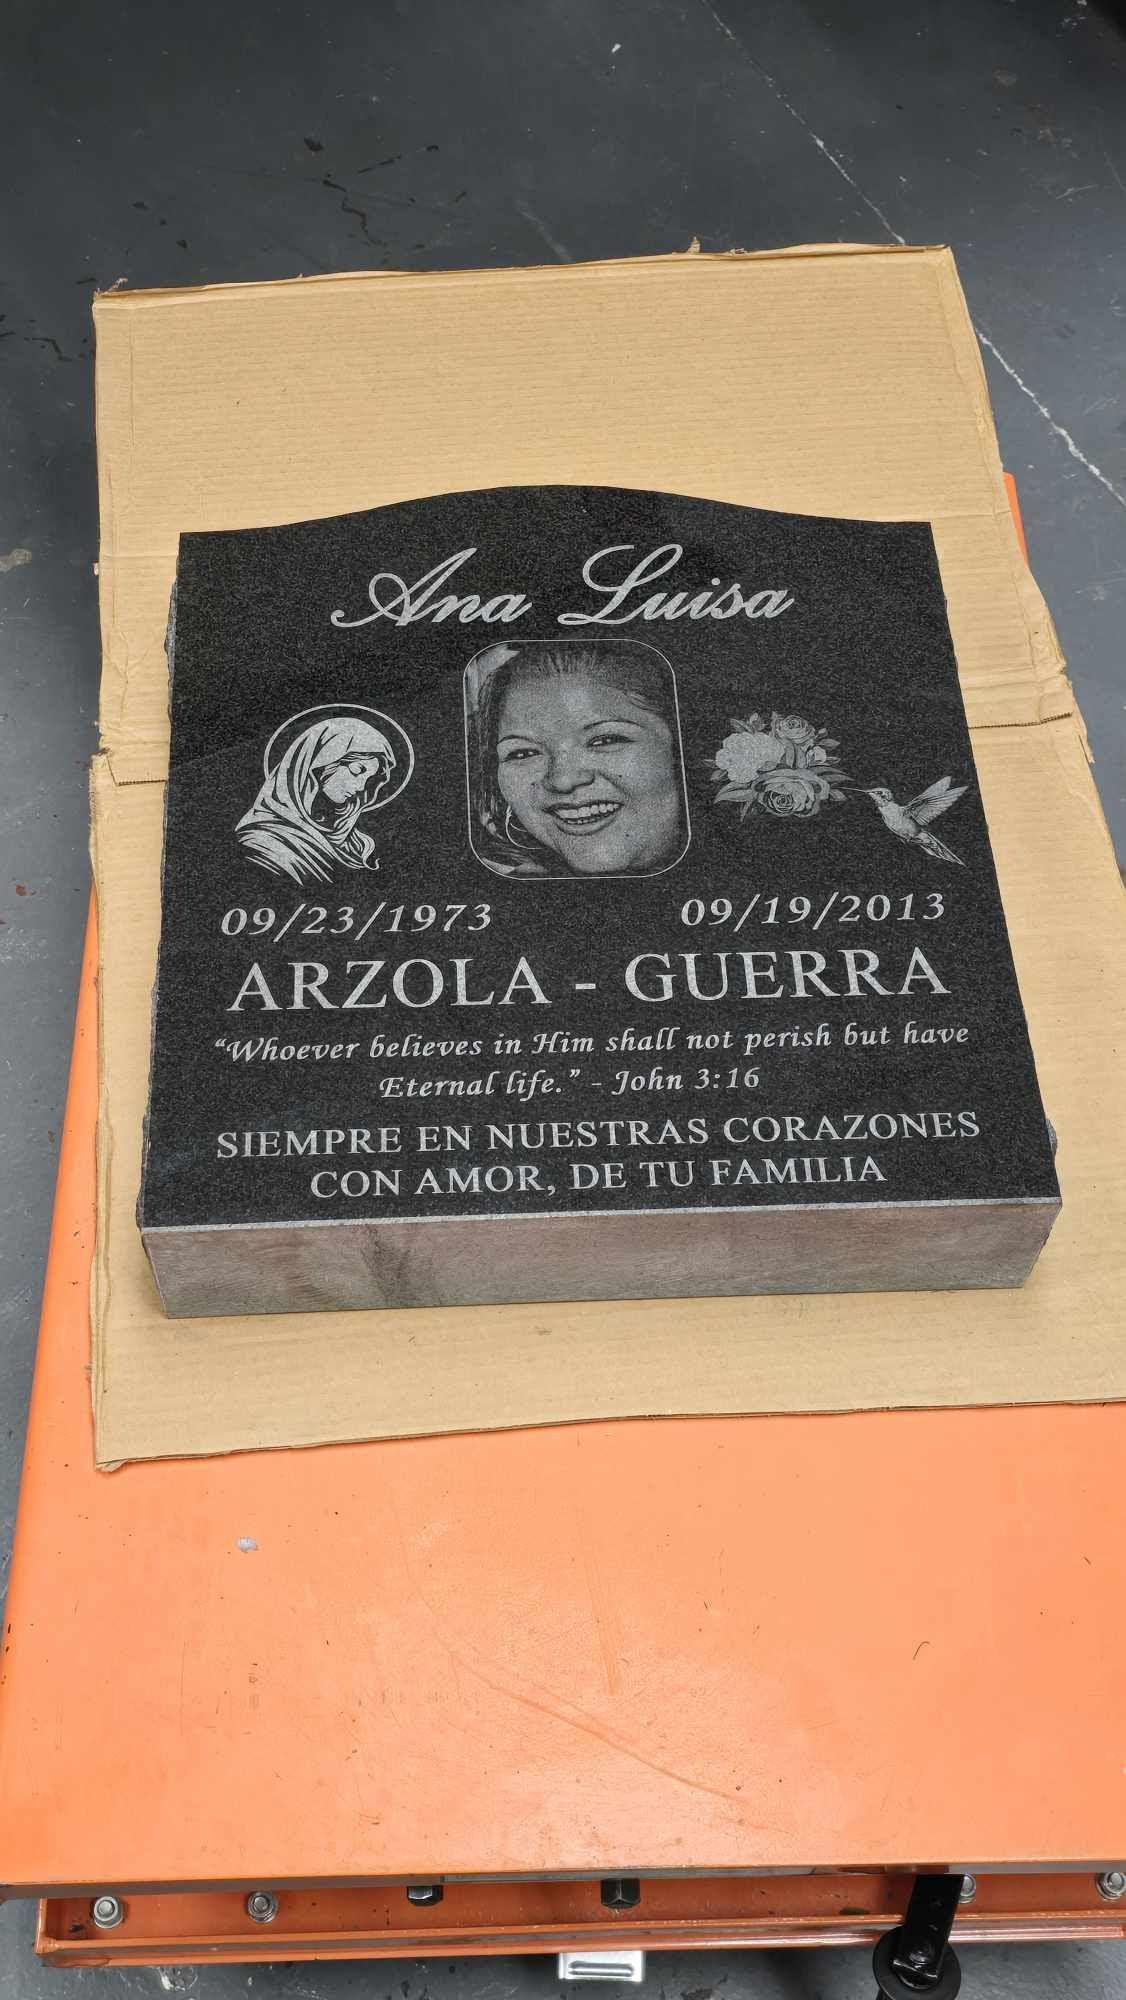 Ana Luisa
09/23/1973 09/19/2013
ARZOLA - GUERRA
“Whoever believes in Him shall not perish but have
Eternal life.” - John 3:16
SIEMPRE EN NUESTRAS CORAZONES
CON AMOR, DE TU FAMILIA